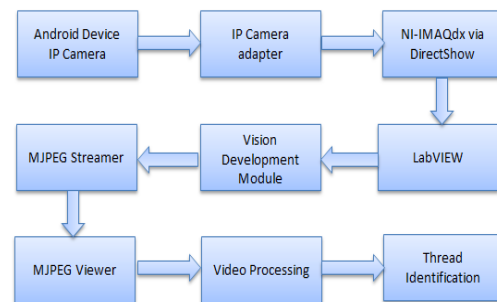 Android Device
IP Camera
IP Camera
adapter
NI-IMAQdx via
DirectShow
LabVIEW
Vision
Development
Module
MJPEG Streamer
MJPEG Viewer
Video Processing
Thread
Identification